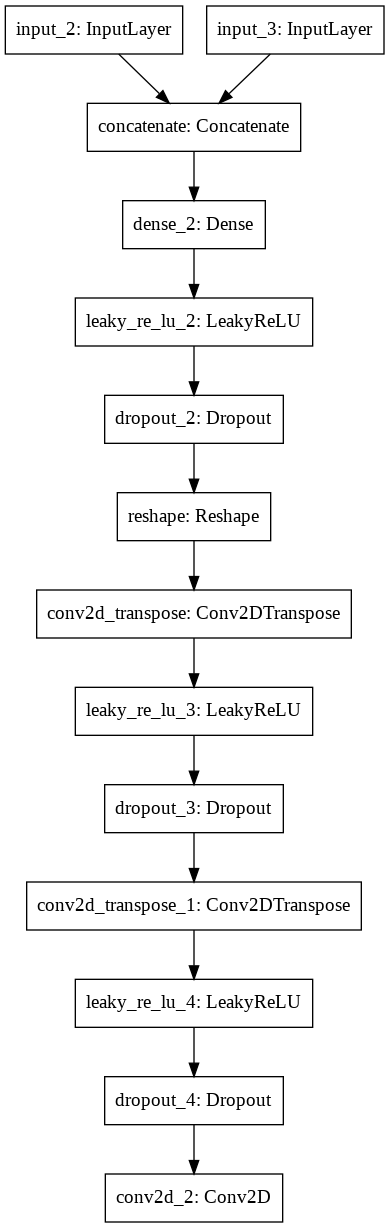 input_2: InputLayer
input_3: InputLayer
concatenate: Concatenate
dense_2: Dense
leaky_re_lu_2: LeakyReLU
dropout_2: Dropout
reshape: Reshape
conv2d_transpose: Conv2DTranspose
leaky_re_lu_3: LeakyReLU
dropout_3: Dropout
conv2d_transpose_1: Conv2DTranspose
leaky_re_lu_4: LeakyReLU
dropout_4: Dropout
conv2d_2: Conv2D